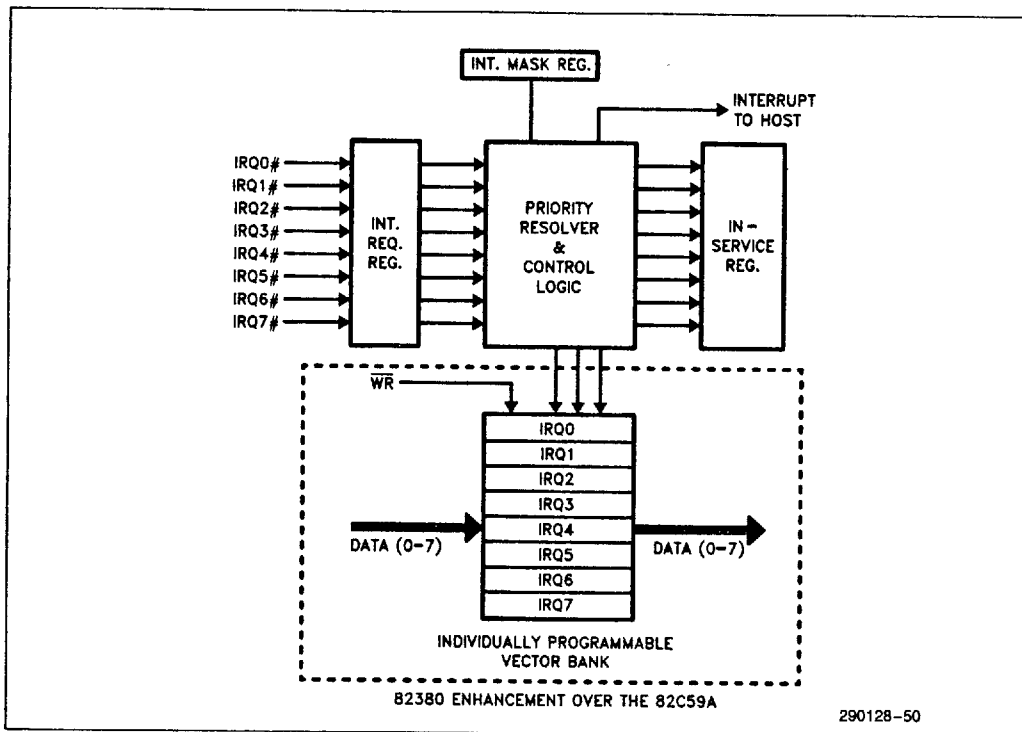 INT. MASK REG.
INTERRUPT
TO HOST
IRQ0#
IRQ1#
IRQ2#
IRQ3#
IRQ4#
IRQ5#
IRQ6#
IRQ7#
INT.
REQ.
REG.
PRIORITY
RESOLVER
&
CONTROL
LOGIC
IN-
SERVICE
REG.
WR
IRQ0
IRQ1
IRQ2
IRQ3
IRQ4
IRQ5
IRQ6
IRQ7
DATA (0-7)
DATA (0-7)
INDIVIDUALLY PROGRAMMABLE
VECTOR BANK
82380 ENHANCEMENT OVER THE 82C59A
290128-50